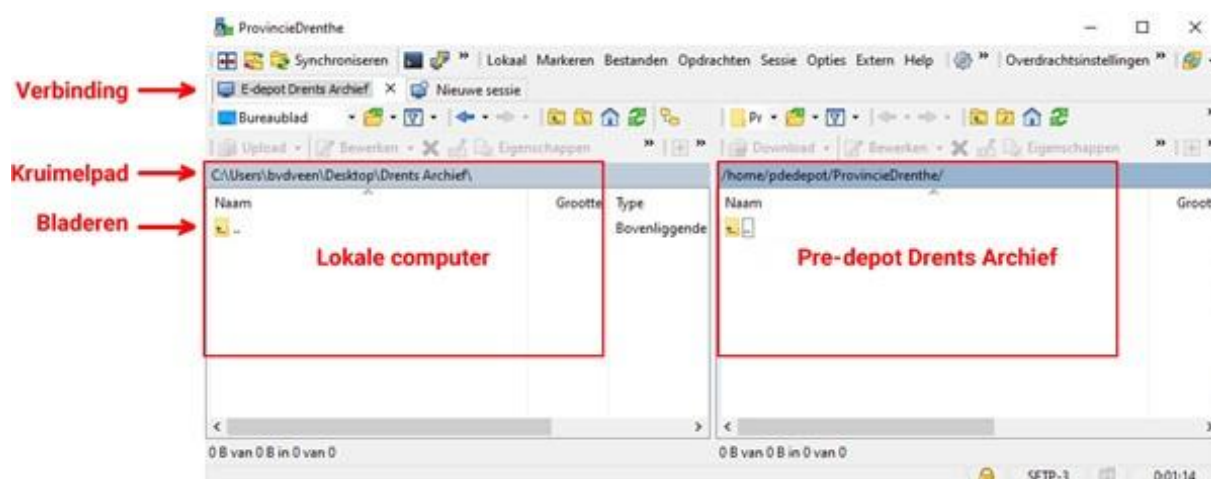 ProvincieDrenthe
Synchroniseren » Lokaal Markeren Bestanden Opdrachten Sessie Opties Extern Help » Overdrachtsinstellingen »
Verbinding E-depot Drents Archief × Nieuwe sessie
Bureaublad Pr
Upload Bewerken Eigenschappen » » Download Bewerken Eigenschappen »
Kruimelpad C:\Users\bvdveen\Desktop\Drents Archief\ /home/pdedepot/ProvincieDrenthe/
Naam Grootte Type Naam Groot
Bladeren .. Bovenliggende ..
Lokale computer Pre-depot Drents Archief
0 B van 0 B in 0 van 0 0 B van 0 B in 0 van 0
SFTP-3 0:01:14